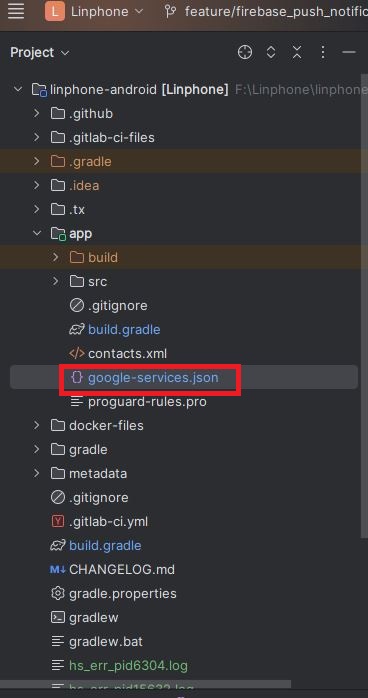 L Linphone feature/firebase_push_notific
Project
linphone-android [Linphone] F:\Linphone\linphone
.github
.gitlab-ci-files
.gradle
.idea
.tx
app
build
src
.gitignore
build.gradle
</> contacts.xml
{} google-services.json
proguard-rules.pro
docker-files
gradle
metadata
.gitignore
Y .gitlab-ci.yml
build.gradle
M↓ CHANGELOG.md
gradle.properties
gradlew
gradlew.bat
hs_err_pid6304.log
hs_err_pid15632.log